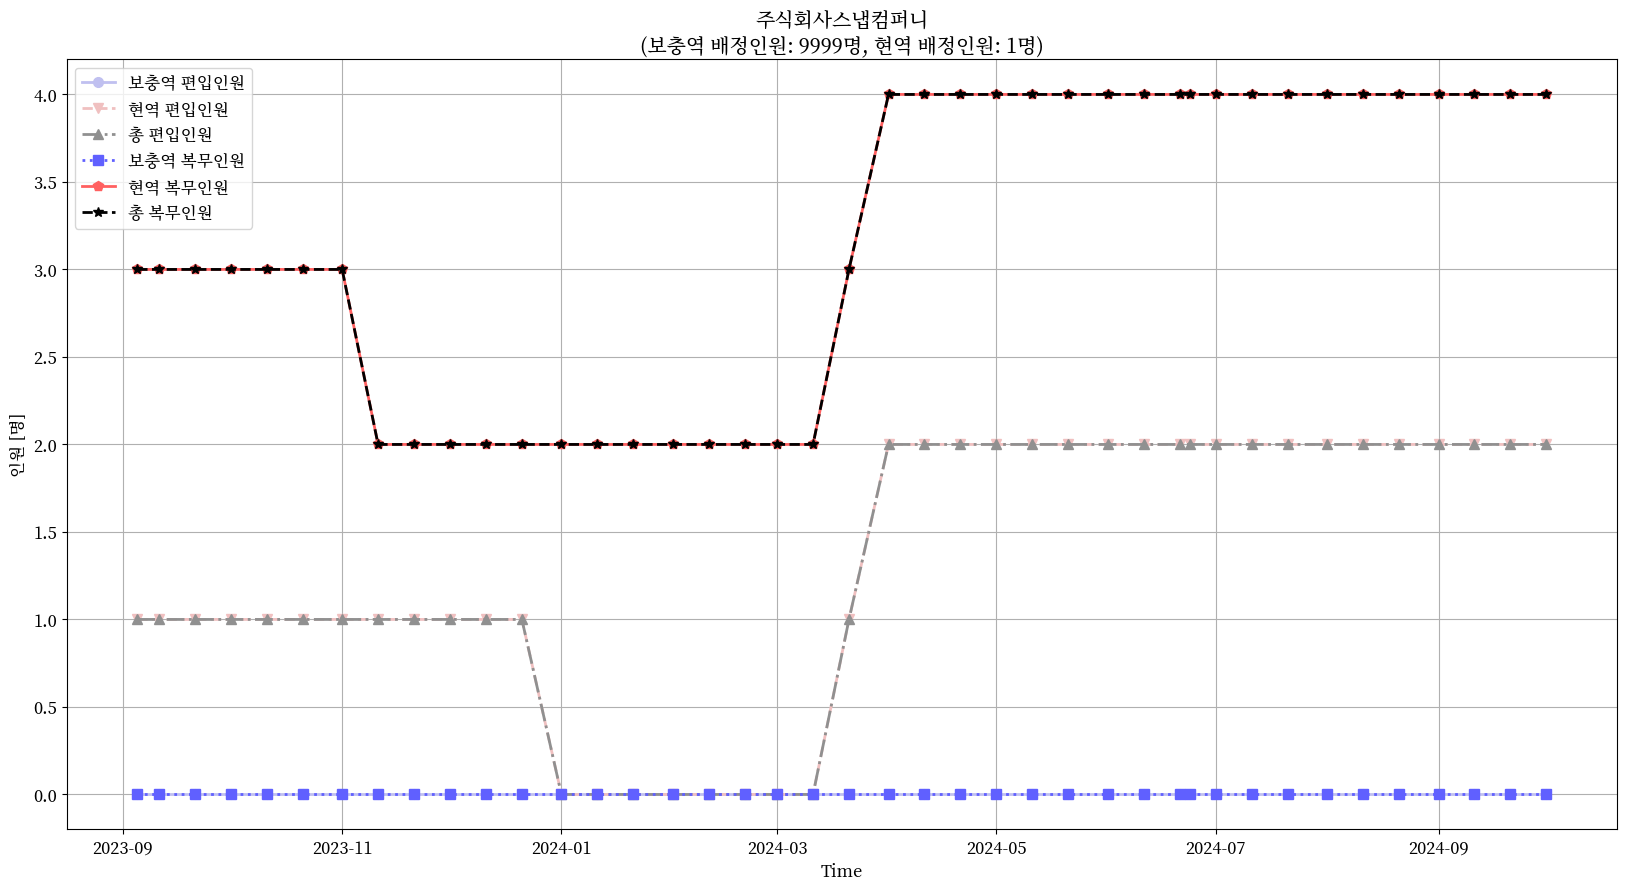 주식회사스냅컴퍼니
(보충역 배정인원: 9999명, 현역 배정인원: 1명)
보충역 편입인원
현역 편입인원
총 편입인원
보충역 복무인원
현역 복무인원
총 복무인원
4.0
3.5
3.0
2.5
2.0
1.5
1.0
0.5
0.0
인원 [명]
2023-09
2023-11
2024-01
2024-03
2024-05
2024-07
2024-09
Time